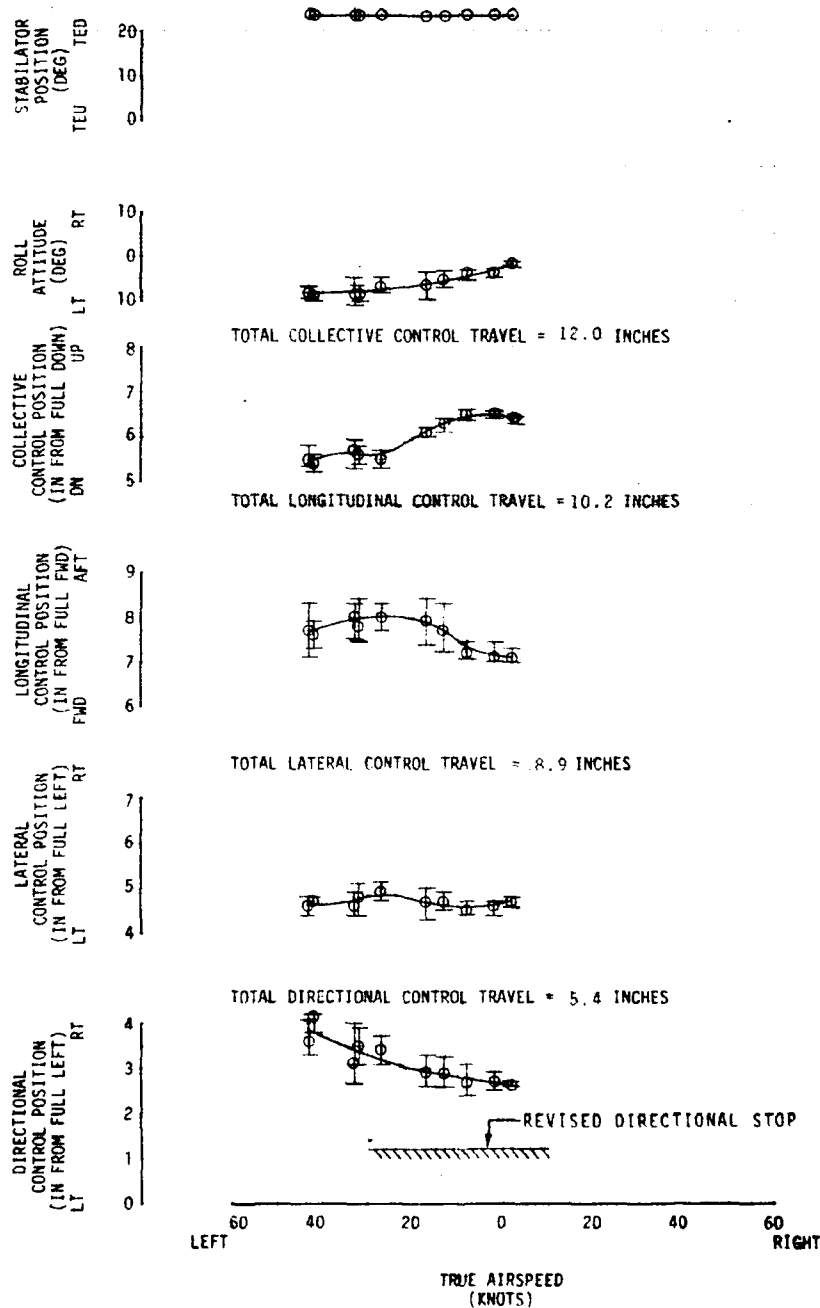 STABILATOR
POSITION
(DEG)
TEU TED
20
10
0
ROLL
ATTITUDE
(DEG)
LT RT
10
0
10
TOTAL COLLECTIVE CONTROL TRAVEL = 12.0 INCHES
COLLECTIVE
CONTROL POSITION
(IN FROM FULL DOWN)
DN UP
8
7
6
5
TOTAL LONGITUDINAL CONTROL TRAVEL = 10.2 INCHES
LONGITUDINAL
CONTROL POSITION
(IN FROM FULL FWD)
FWD AFT
9
8
7
6
TOTAL LATERAL CONTROL TRAVEL = 8.9 INCHES
LATERAL
CONTROL POSITION
(IN FROM FULL LEFT)
LT RT
7
6
5
4
TOTAL DIRECTIONAL CONTROL TRAVEL = 5.4 INCHES
DIRECTIONAL
CONTROL POSITION
(IN FROM FULL LEFT)
LT RT
4
3
2
1
0
REVISED DIRECTIONAL STOP
60 40 20 0 20 40 60
LEFT RIGHT
TRUE AIRSPEED
(KNOTS)